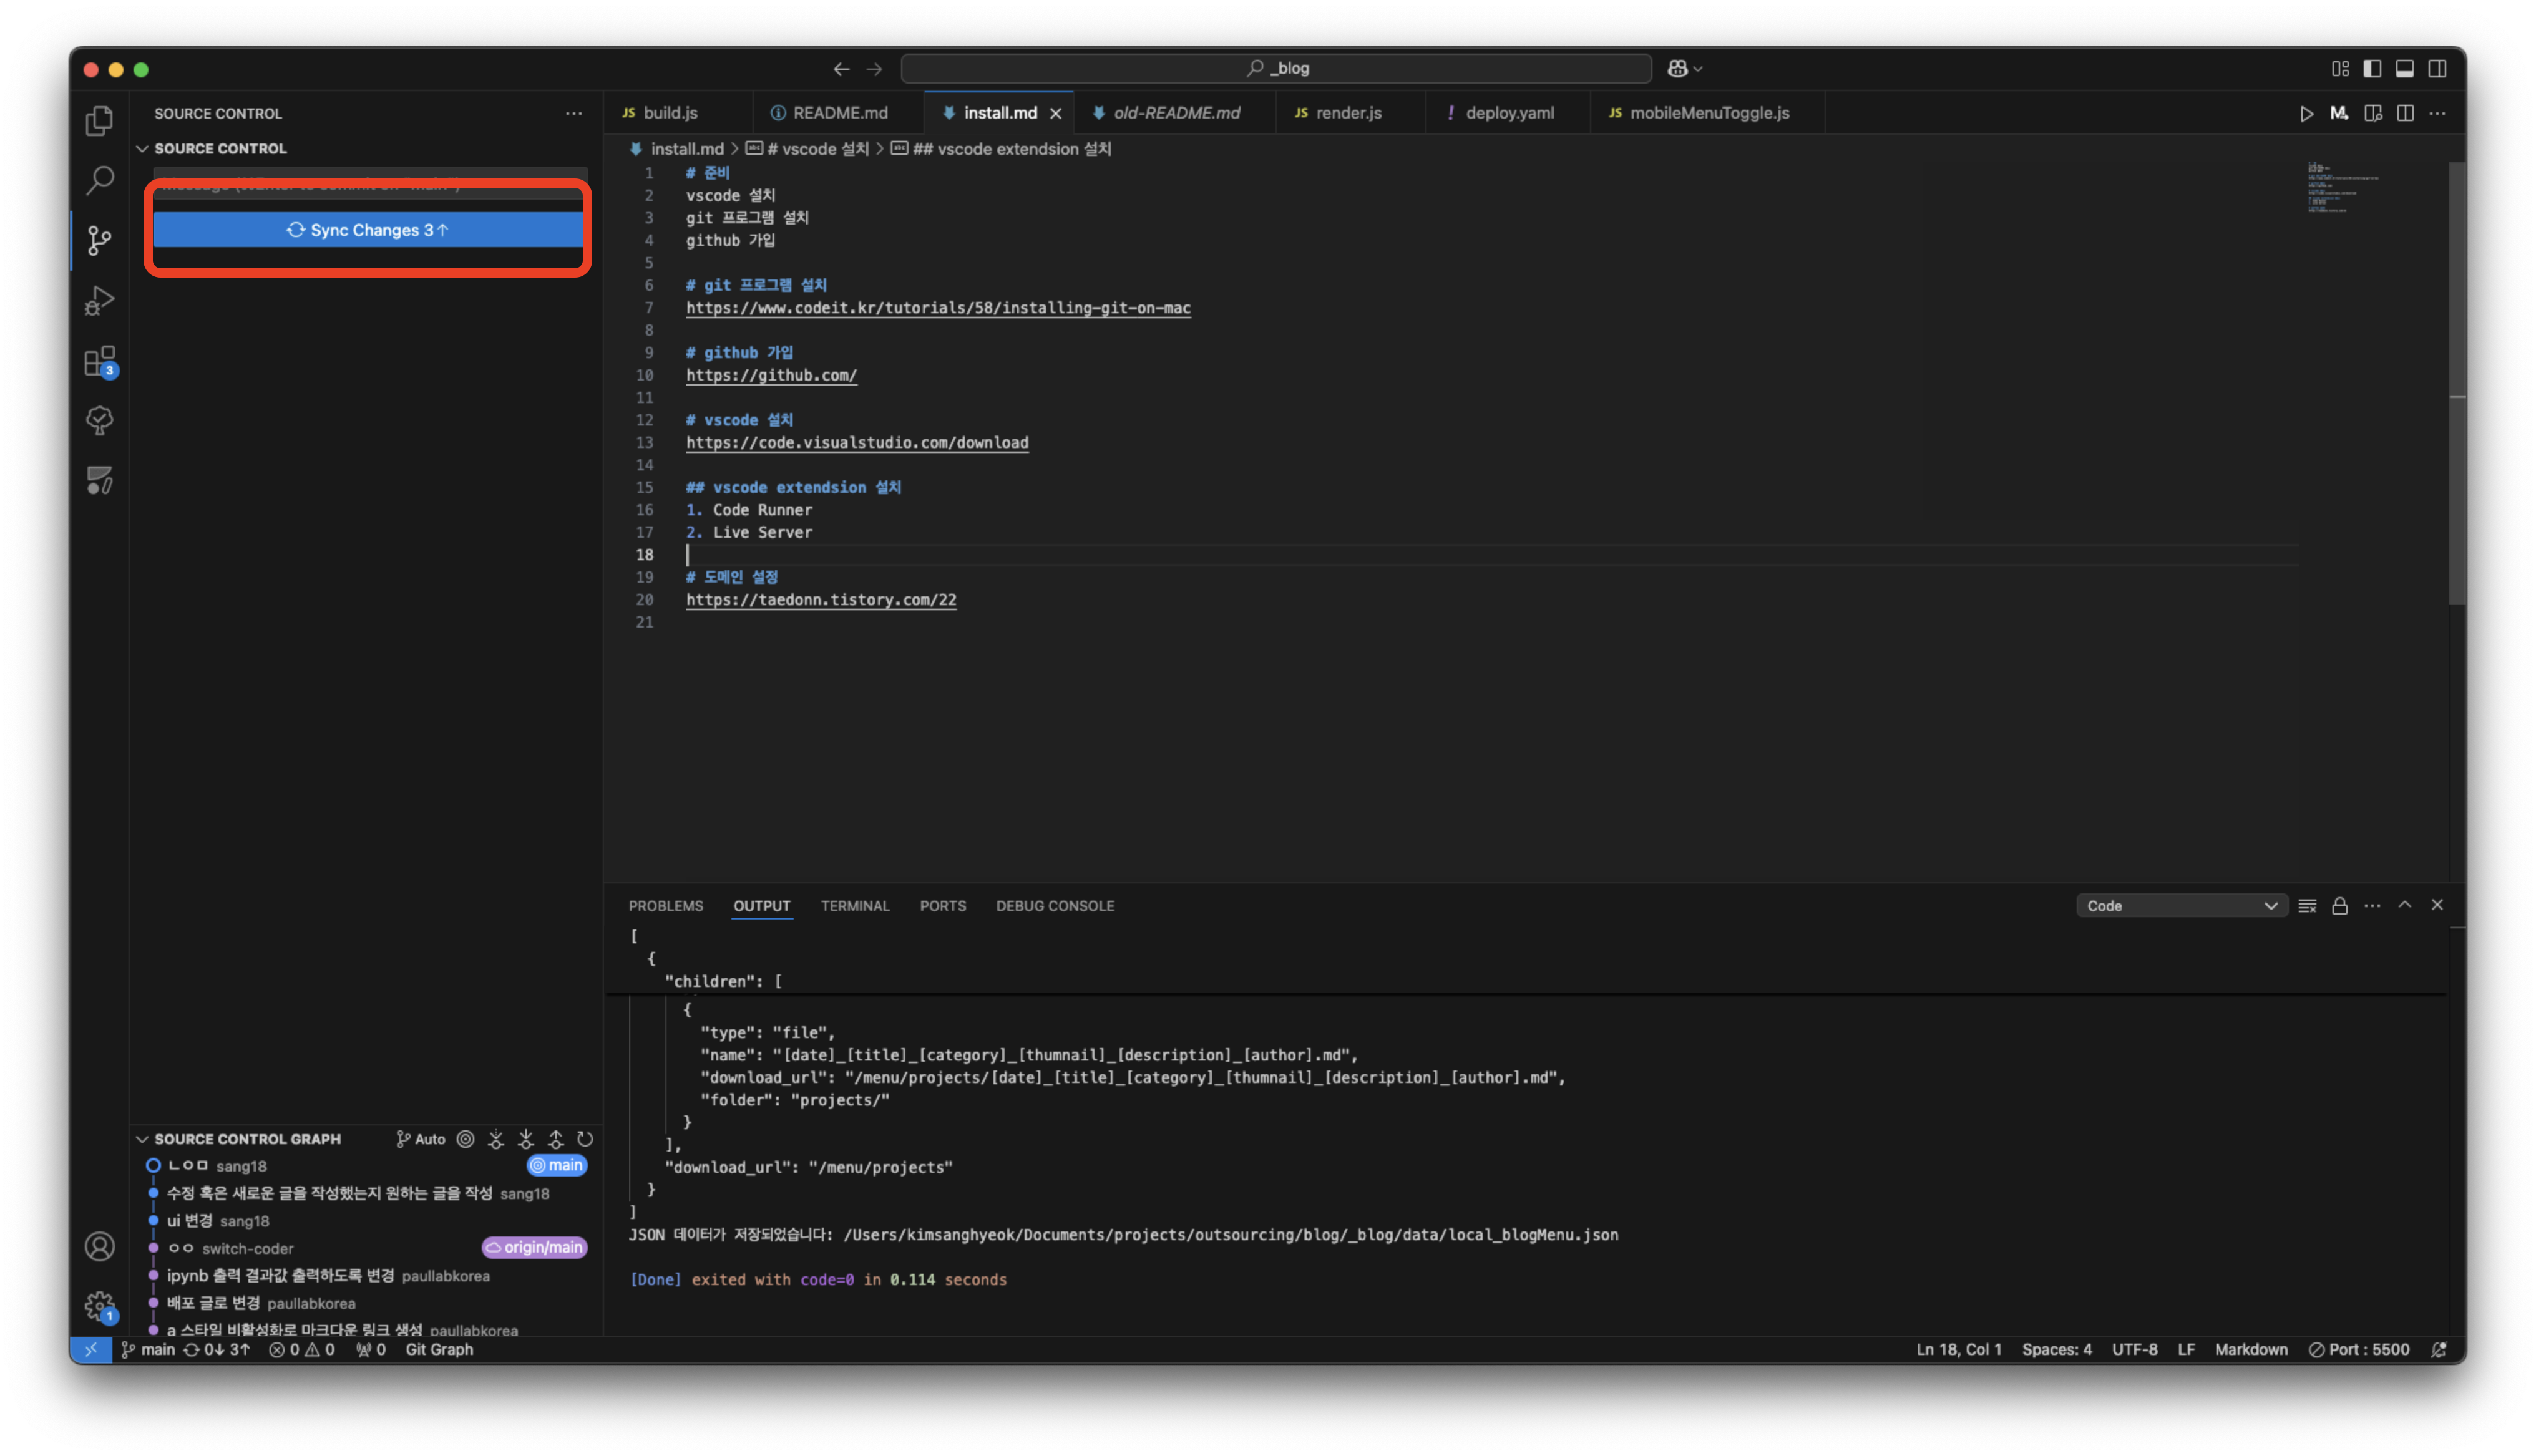 _blog
SOURCE CONTROL
SOURCE CONTROL
Sync Changes 3↑
3
JS build.js
README.md
install.md
old-README.md
JS render.js
! deploy.yaml
JS mobileMenuToggle.js
install.md > # vscode 설치 > ## vscode extendsion 설치
1 # 준비
2 vscode 설치
3 git 프로그램 설치
4 github 가입
5
6 # git 프로그램 설치
7 https://www.codeit.kr/tutorials/58/installing-git-on-mac
8
9 # github 가입
10 https://github.com/
11
12 # vscode 설치
13 https://code.visualstudio.com/download
14
15 ## vscode extendsion 설치
16 1. Code Runner
17 2. Live Server
18
19 # 도메인 설정
20 https://taedonn.tistory.com/22
21
PROBLEMS OUTPUT TERMINAL PORTS DEBUG CONSOLE
Code
[
{
"children": [
{
"type": "file",
"name": "[date]_[title]_[category]_[thumnail]_[description]_[author].md",
"download_url": "/menu/projects/[date]_[title]_[category]_[thumnail]_[description]_[author].md",
"folder": "projects/"
}
],
"download_url": "/menu/projects"
}
]
JSON 데이터가 저장되었습니다: /Users/kimsanghyeok/Documents/projects/outsourcing/blog/_blog/data/local_blogMenu.json
[Done] exited with code=0 in 0.114 seconds
SOURCE CONTROL GRAPH Auto
ㄴㅇㅁ sang18 main
수정 혹은 새로운 글을 작성했는지 원하는 글을 작성 sang18
ui 변경 sang18
ㅇㅇ switch-coder origin/main
ipynb 출력 결과값 출력하도록 변경 paullabkorea
배포 글로 변경 paullabkorea
a 스타일 비활성화로 마크다운 링크 생성 paullabkorea
1
main 0↓ 3↑ 0 0 0 Git Graph
Ln 18, Col 1 Spaces: 4 UTF-8 LF Markdown Port : 5500